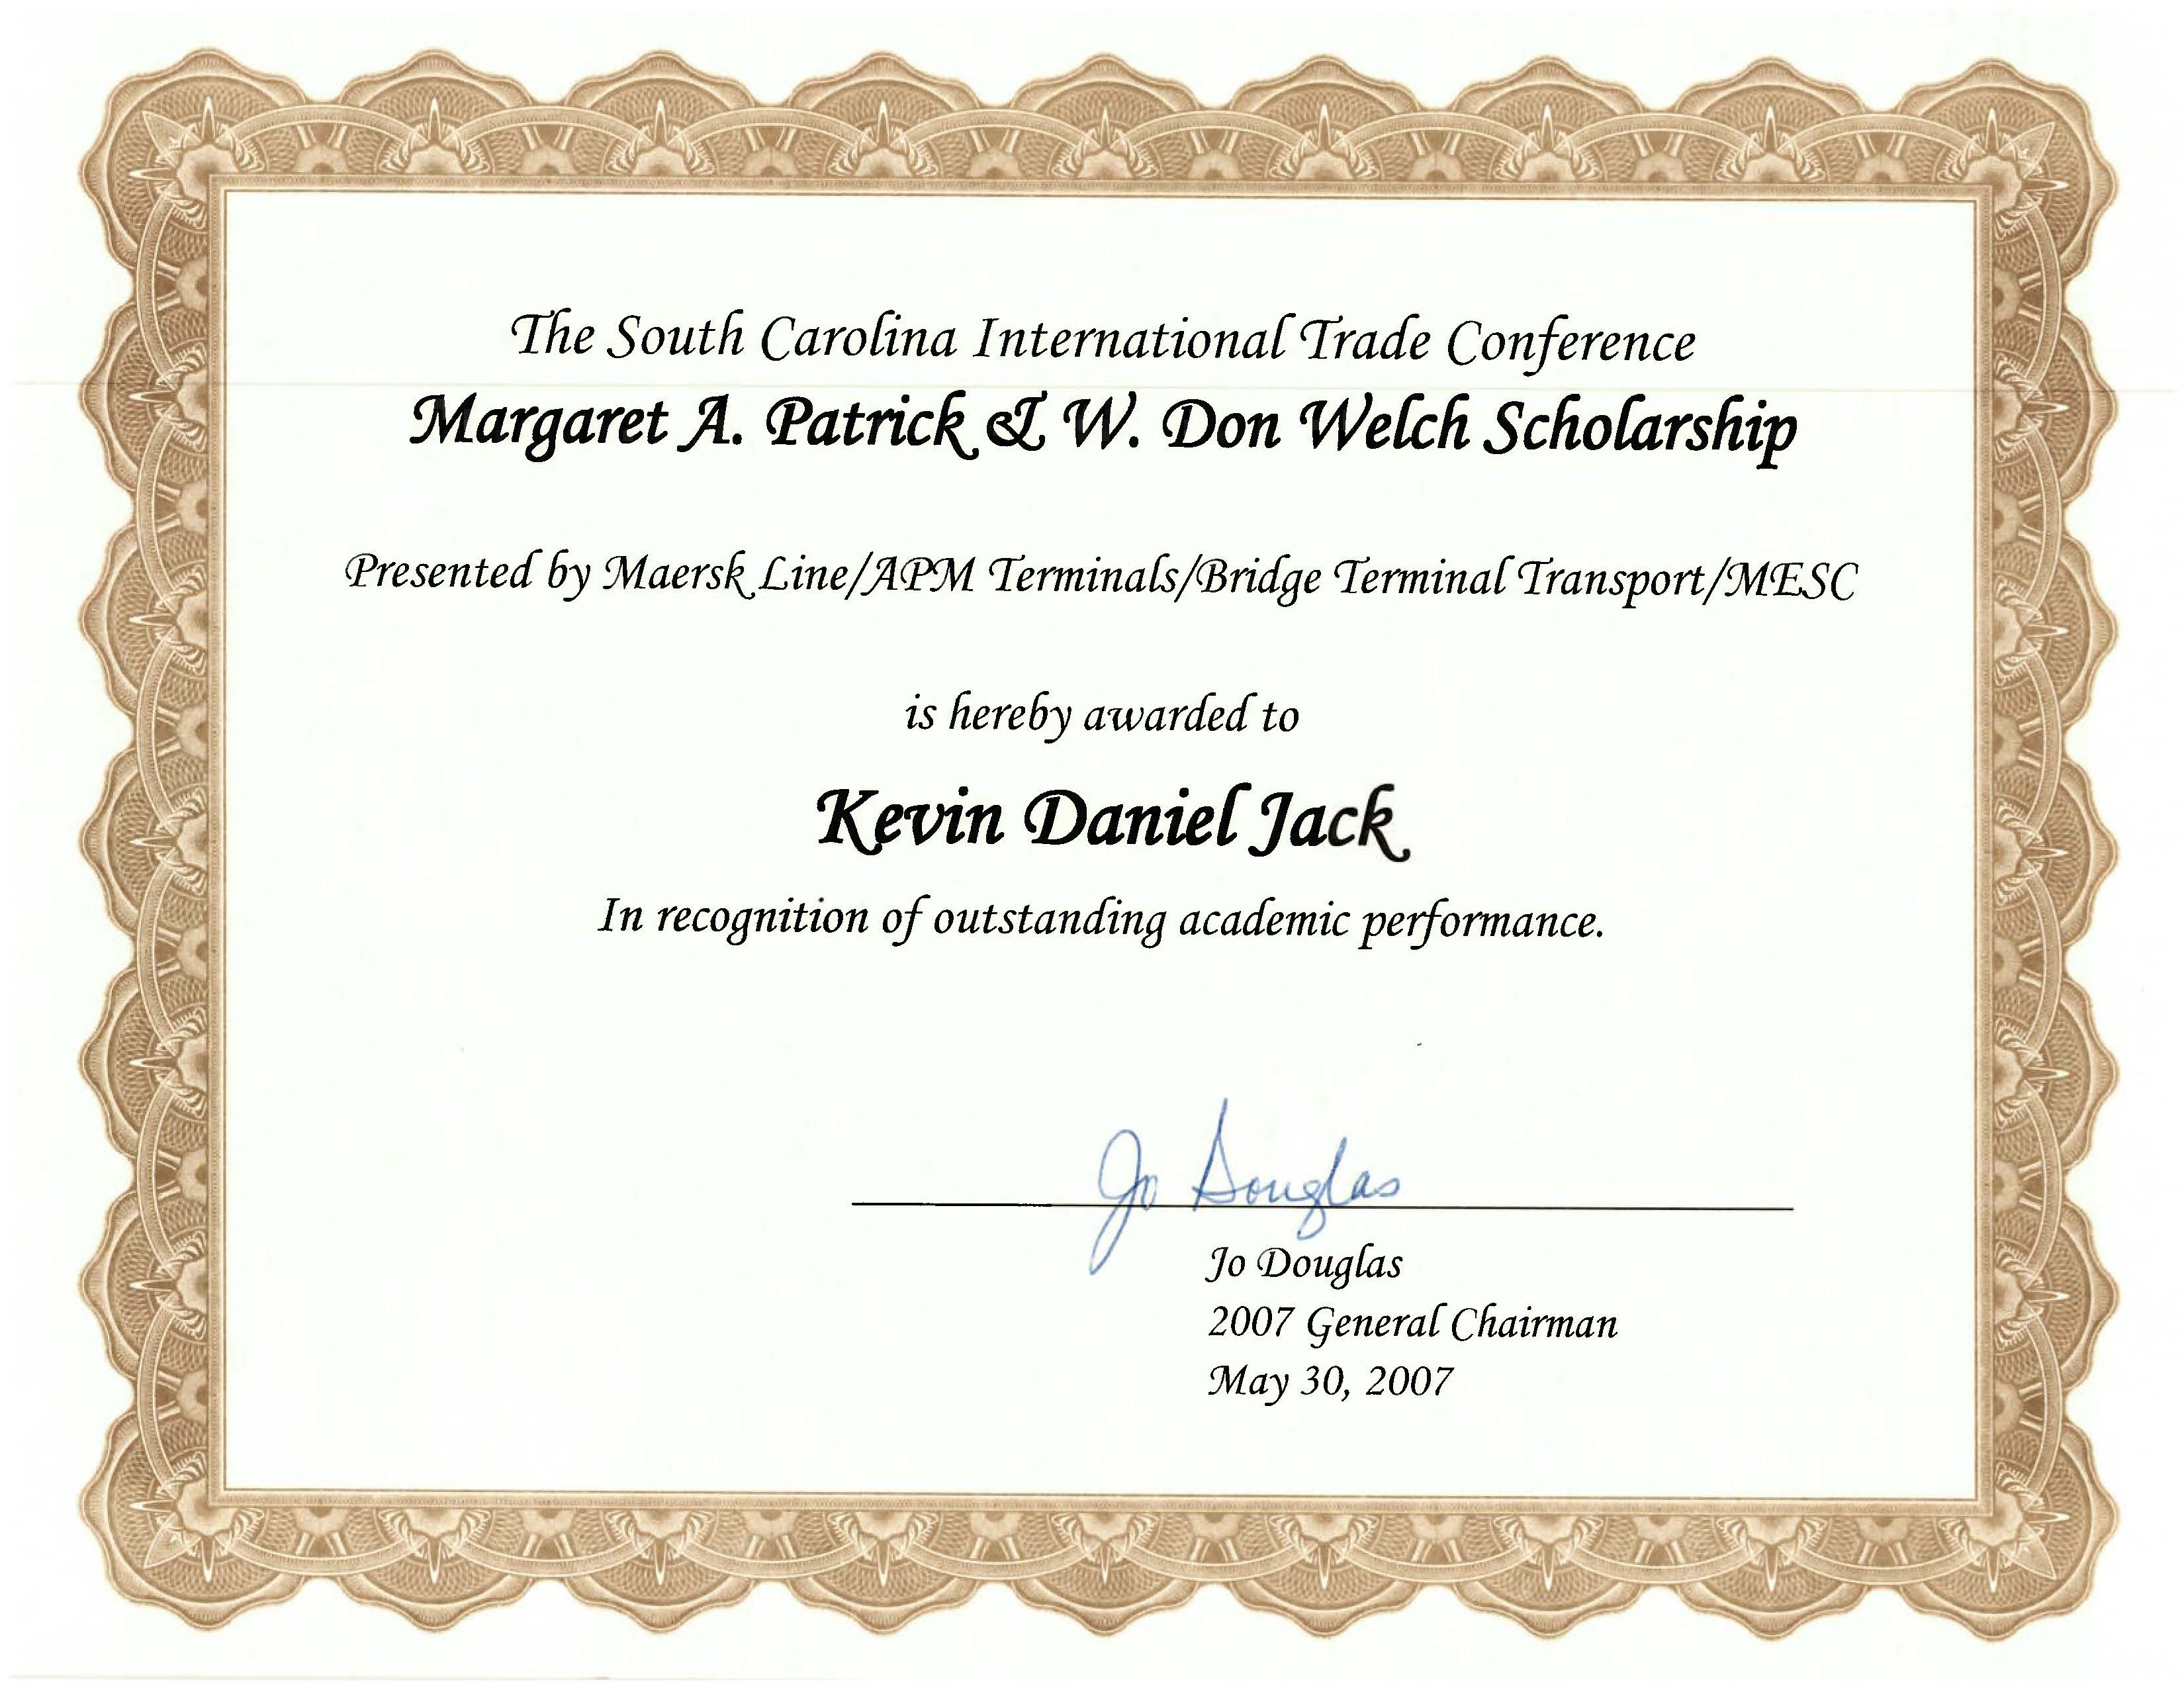 The South Carolina International Trade Conference
Margaret A. Patrick & W. Don Welch Scholarship
Presented by Maersk Line/APM Terminals/Bridge Terminal Transport/MESC
is hereby awarded to
Kevin Daniel Jack
In recognition of outstanding academic performance.
Jo Douglas
Jo Douglas
2007 General Chairman
May 30, 2007